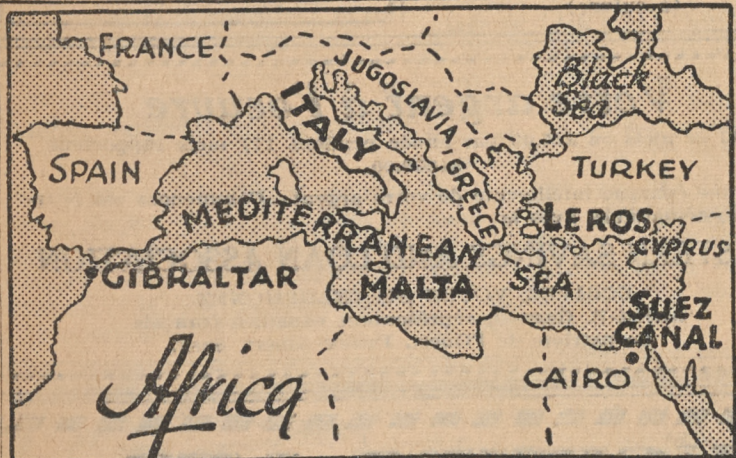 FRANCE
JUGOSLAVIA
Black
Sea
ITALY
SPAIN
GREECE
TURKEY
MEDITERRANEAN
SEA
LEROS
CYPRUS
GIBRALTAR
MALTA
SUEZ
CANAL
CAIRO
Africa